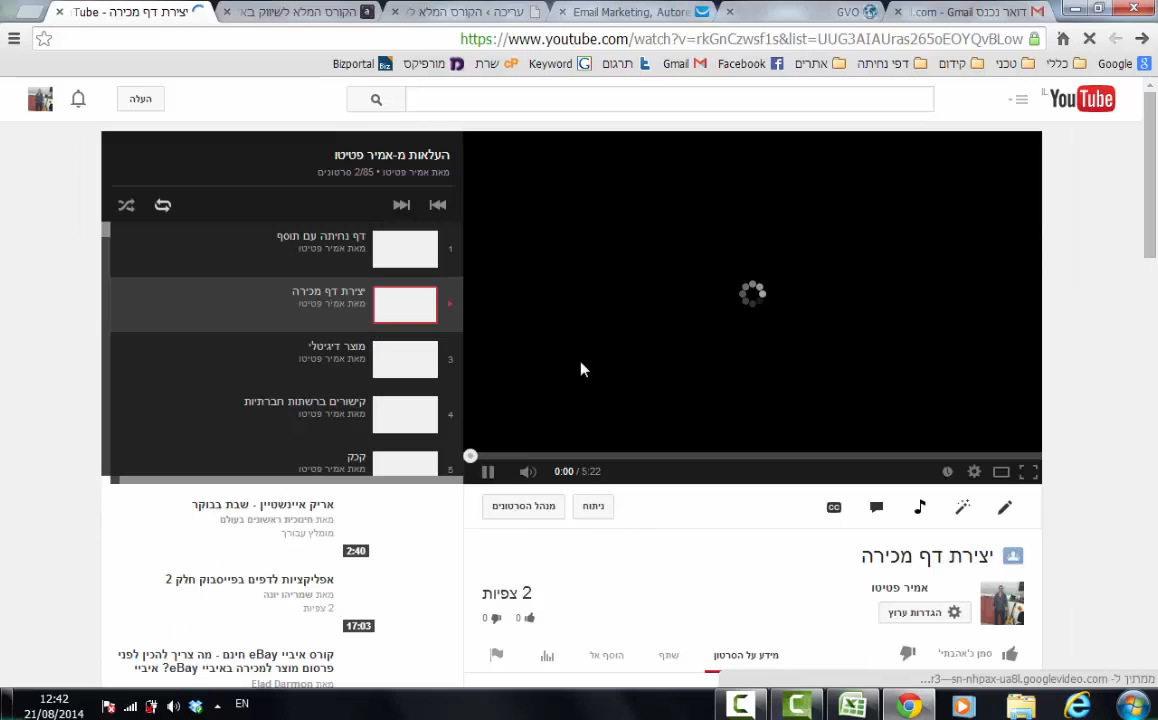 דואר נכנס - Gmail - com.
GVO
Email Marketing, Autore
עריכה ‹ הקורס המלא ל
הקורס המלא לשיווק בא
יצירת דף מכירה - Tube
https://www.youtube.com/watch?v=rkGnCzwsf1s&list=UUG3AIAUras265oEOYQvBLow
Google
כללי
טכני
קידום
דפי נחיתה
אתרים
Facebook
Gmail
תרגום
Keyword
שרת
מורפיקס
Bizportal
YouTube IL
העלה
העלאות מ-אמיר פטיטו
מאת אמיר פטיטו • 2/85 סרטונים
1
דף נחיתה עם תוסף
מאת אמיר פטיטו
יצירת דף מכירה
מאת אמיר פטיטו
3
מוצר דיגיטלי
מאת אמיר פטיטו
4
קישורים ברשתות חברתיות
מאת אמיר פטיטו
5
קקק
מאת אמיר פטיטו
0:00 / 5:22
מנהל הסרטונים
ניתוח
CC
יצירת דף מכירה
אמיר פטיטו
הגדרות ערוץ
2 צפיות
0
0
סמן כ'אהבתי'
מידע על הסרטון
שתף
הוסף אל
אריק איינשטיין - שבת בבוקר
מאת חינוכית ראשונים בעולם
מומלץ עבורך
2:40
אפליקציות לדפים בפייסבוק חלק 2
מאת שמריהו יונה
2 צפיות
17:03
קורס איביי eBay חינם - מה צריך להכין לפני
פרסום מוצר למכירה באיביי eBay? איביי
מאת Elad Darmon
ממתין ל- r3---sn-nhpax-ua8l.googlevideo.com...
EN
12:42
21/08/2014